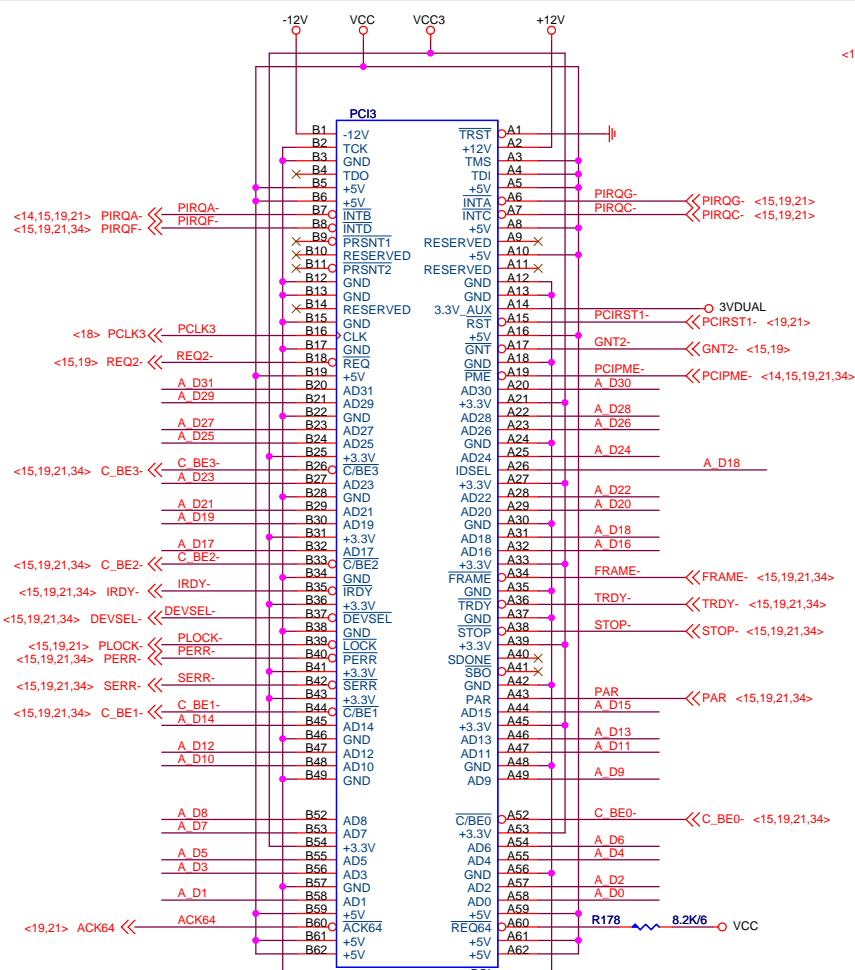 -12V VCC VCC3 +12V
<1
PCI3
B1 -12V TRST A1
B2 TCK +12V A2
B3 GND TMS A3
B4 TDO TDI A4
B5 +5V +5V A5
B6 +5V INTA A6 PIRQG- PIRQG- <15,19,21>
<14,15,19,21> PIRQA- PIRQA- B7 INTB INTC A7 PIRQC- PIRQC- <15,19,21>
<15,19,21,34> PIRQF- PIRQF- B8 INTD +5V A8
B9 PRSNT1 RESERVED A9
B10 RESERVED +5V A10
B11 PRSNT2 RESERVED A11
B12 GND GND A12
B13 GND GND A13
B14 RESERVED 3.3V_AUX A14 3VDUAL
B15 GND RST A15 PCIRST1- PCIRST1- <19,21>
<18> PCLK3 PCLK3 B16 CLK +5V A16
B17 GND GNT A17 GNT2- GNT2- <15,19>
<15,19> REQ2- REQ2- B18 REQ GND A18
B19 +5V PME A19 PCIPME- PCIPME- <14,15,19,21,34>
A_D31 B20 AD31 AD30 A20 A_D30
A_D29 B21 AD29 +3.3V A21
B22 GND AD28 A22 A_D28
A_D27 B23 AD27 AD26 A23 A_D26
A_D25 B24 AD25 GND A24
B25 +3.3V AD24 A25 A_D24
<15,19,21,34> C_BE3- C_BE3- B26 C/BE3 IDSEL A26 A_D18
A_D23 B27 AD23 +3.3V A27
B28 GND AD22 A28 A_D22
A_D21 B29 AD21 AD20 A29 A_D20
A_D19 B30 AD19 GND A30
B31 +3.3V AD18 A31 A_D18
A_D17 B32 AD17 AD16 A32 A_D16
<15,19,21,34> C_BE2- C_BE2- B33 C/BE2 +3.3V A33
B34 GND FRAME A34 FRAME- FRAME- <15,19,21,34>
<15,19,21,34> IRDY- IRDY- B35 IRDY GND A35
B36 +3.3V TRDY A36 TRDY- TRDY- <15,19,21,34>
<15,19,21,34> DEVSEL- DEVSEL- B37 DEVSEL GND A37
B38 GND STOP A38 STOP- STOP- <15,19,21,34>
<15,19,21> PLOCK- PLOCK- B39 LOCK +3.3V A39
<15,19,21,34> PERR- PERR- B40 PERR SDONE A40
B41 +3.3V SBO A41
<15,19,21,34> SERR- SERR- B42 SERR GND A42
B43 +3.3V PAR A43 PAR PAR <15,19,21,34>
<15,19,21,34> C_BE1- C_BE1- B44 C/BE1 AD15 A44 A_D15
A_D14 B45 AD14 +3.3V A45
B46 GND AD13 A46 A_D13
A_D12 B47 AD12 AD11 A47 A_D11
A_D10 B48 AD10 GND A48
B49 GND AD9 A49 A_D9
A_D8 B52 AD8 C/BE0 A52 C_BE0- C_BE0- <15,19,21,34>
A_D7 B53 AD7 +3.3V A53
B54 +3.3V AD6 A54 A_D6
A_D5 B55 AD5 AD4 A55 A_D4
A_D3 B56 AD3 GND A56
B57 GND AD2 A57 A_D2
A_D1 B58 AD1 AD0 A58 A_D0
B59 +5V +5V A59
<19,21> ACK64 ACK64 B60 ACK64 REQ64 A60 R178 8.2K/6 VCC
B61 +5V +5V A61
B62 +5V +5V A62